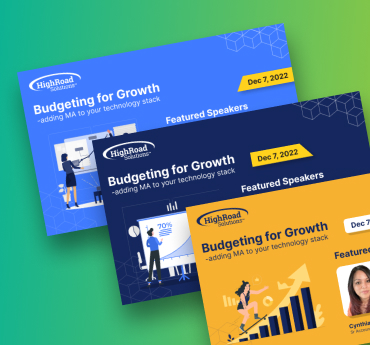 HighRoad
Solutions
Budgeting for Growth
-adding MA to your technology stack
Dec 7, 2022
Featured Speakers
HighRoad
Solutions
Budgeting for Growth
-adding MA to your technology stack
Dec 7, 2022
Featured Speakers
70%
HighRoad
Solutions
Budgeting for Growth
-adding MA to your technology stack
Dec 7
Featured
Cynthia